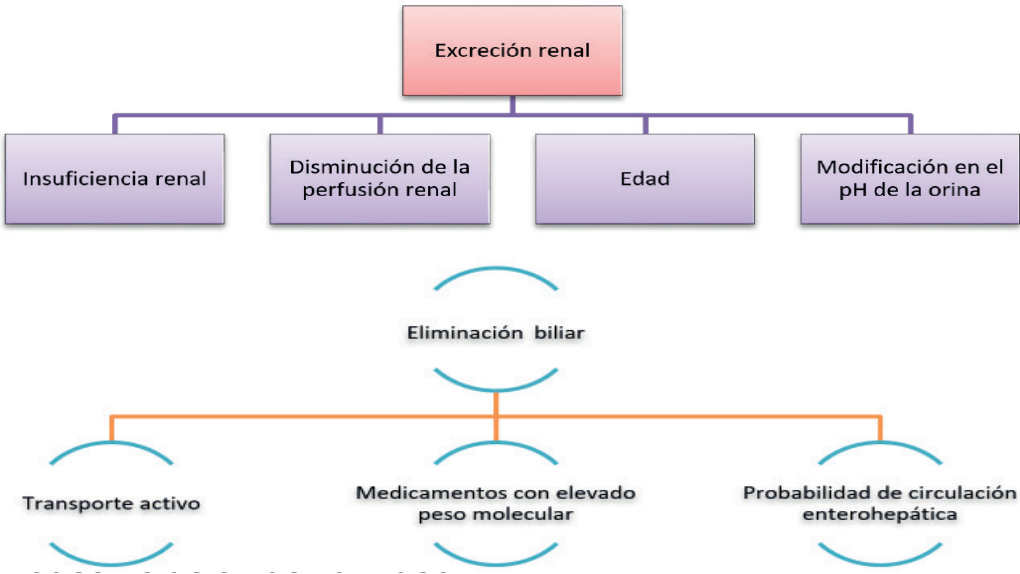 Excreción renal
Insuficiencia renal
Disminución de la
perfusión renal
Edad
Modificación en el
pH de la orina
Eliminación biliar
Transporte activo
Medicamentos con elevado
peso molecular
Probabilidad de circulación
enterohepática